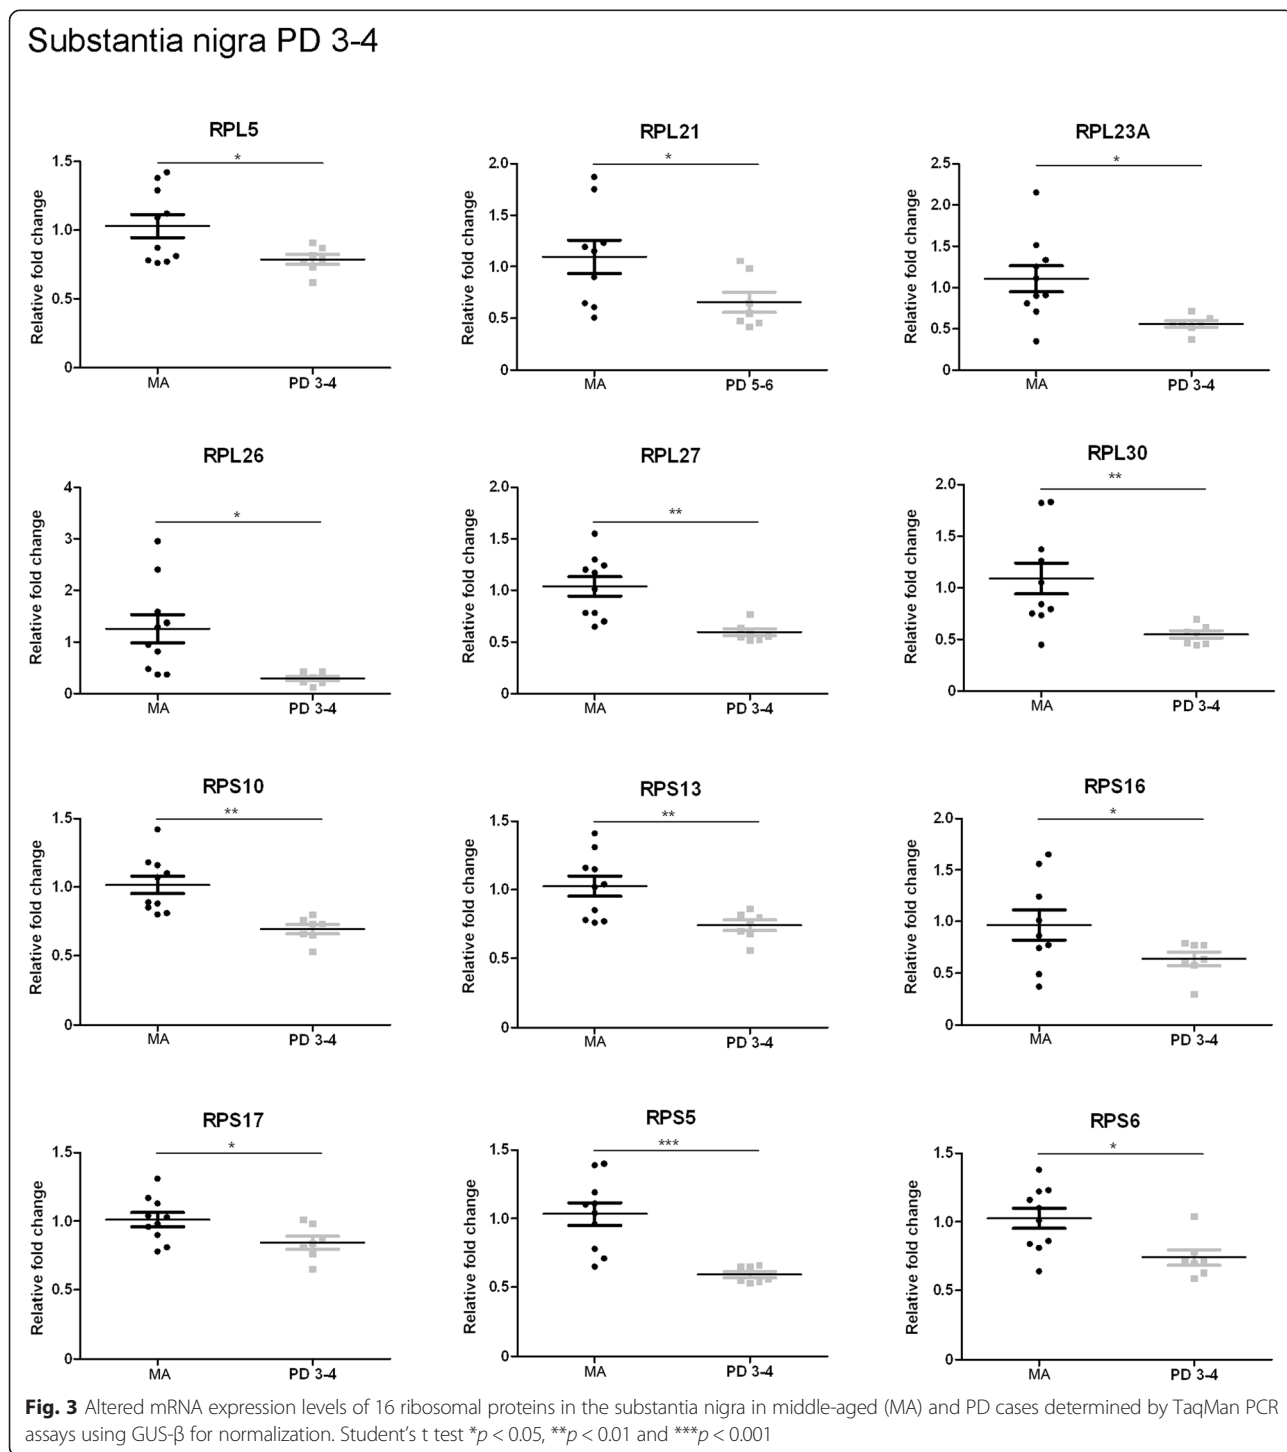 Substantia nigra PD 3-4
RPL5
Relative fold change
1.5
1.0
0.5
0
*
MA
PD 3-4
RPL21
Relative fold change
2.0
1.5
1.0
0.5
0
*
MA
PD 5-6
RPL23A
Relative fold change
2.5
2.0
1.5
1.0
0.5
0
*
MA
PD 3-4
RPL26
Relative fold change
4
3
2
1
0
*
MA
PD 3-4
RPL27
Relative fold change
2.0
1.5
1.0
0.5
0
**
MA
PD 3-4
RPL30
Relative fold change
2.0
1.5
1.0
0.5
0
**
MA
PD 3-4
RPS10
Relative fold change
1.5
1.0
0.5
0
**
MA
PD 3-4
RPS13
Relative fold change
1.5
1.0
0.5
0
**
MA
PD 3-4
RPS16
Relative fold change
2.0
1.5
1.0
0.5
0
*
MA
PD 3-4
RPS17
Relative fold change
1.5
1.0
0.5
0
*
MA
PD 3-4
RPS5
Relative fold change
1.5
1.0
0.5
0
***
MA
PD 3-4
RPS6
Relative fold change
1.5
1.0
0.5
0
*
MA
PD 3-4
Fig. 3 Altered mRNA expression levels of 16 ribosomal proteins in the substantia nigra in middle-aged (MA) and PD cases determined by TaqMan PCR
assays using GUS-β for normalization. Student's t test *p < 0.05, **p < 0.01 and ***p < 0.001